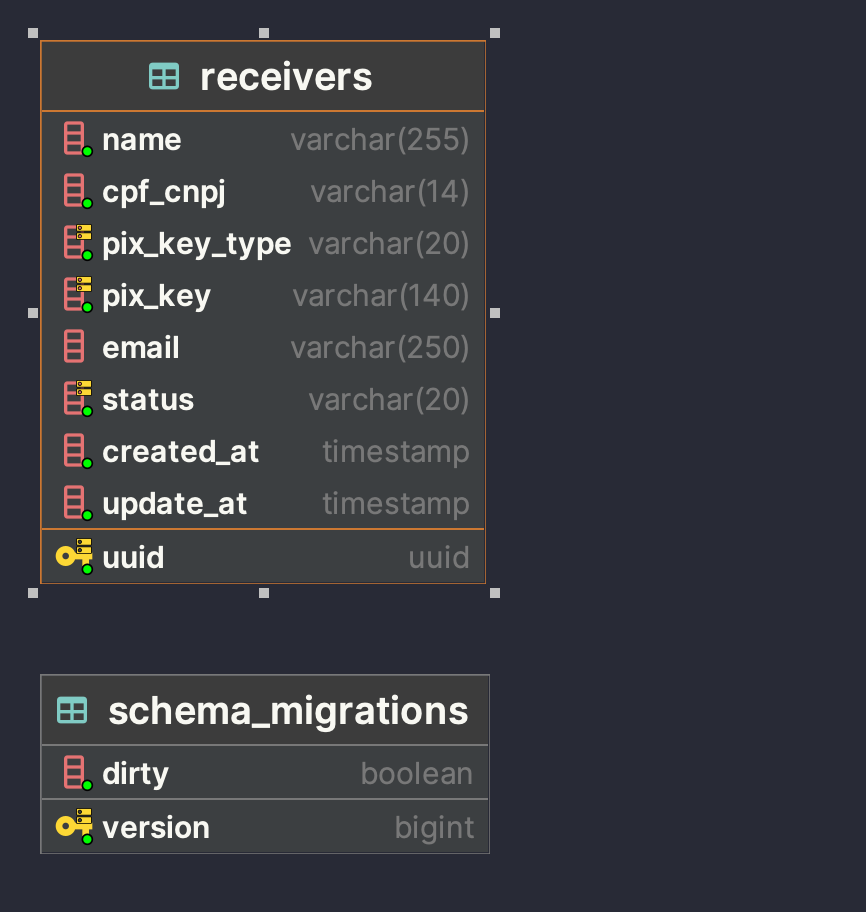 receivers
name varchar(255)
cpf_cnpj varchar(14)
pix_key_type varchar(20)
pix_key varchar(140)
email varchar(250)
status varchar(20)
created_at timestamp
update_at timestamp
uuid uuid
schema_migrations
dirty boolean
version bigint